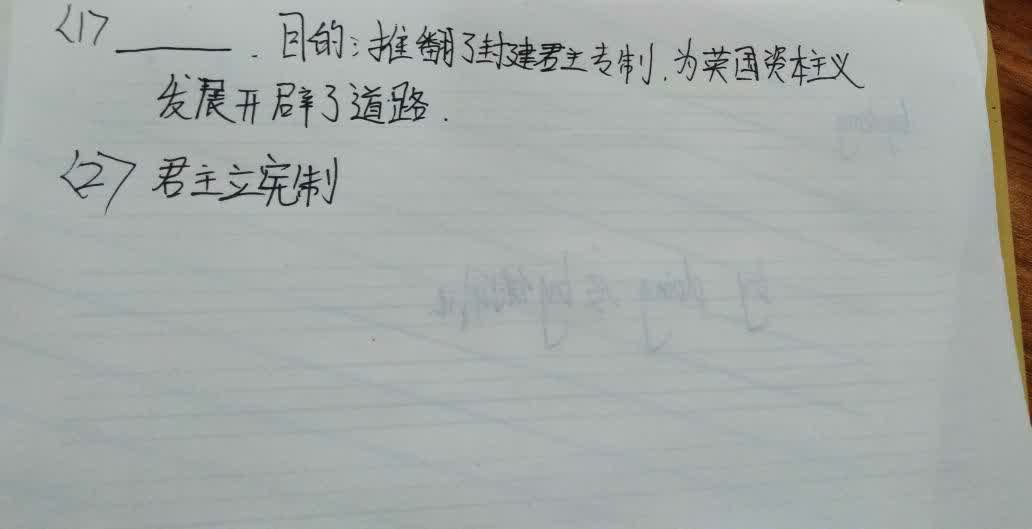 <1> ______. 目的:推翻了封建君主专制,为英国资本主义
发展开辟了道路.
<2> 君主立宪制